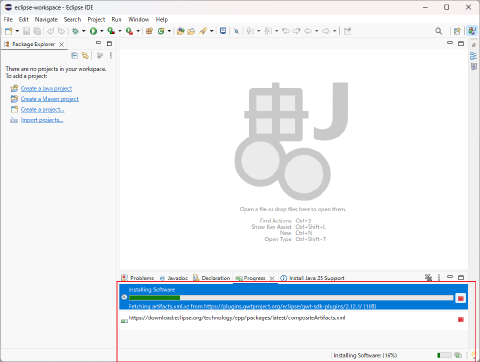 eclipse-workspace - Eclipse IDE
File Edit Navigate Search Project Run Window Help
Package Explorer
There are no projects in your workspace.
To add a project:
Create a Java project
Create a Maven project
Create a project...
Import projects...
J
Open a file or drop files here to open them.
Find Actions Ctrl+3
Show Key Assist Ctrl+Shift+L
New Ctrl+N
Open Type Ctrl+Shift+T
Problems Javadoc Declaration Progress Install Java 25 Support
Installing Software
Fetching artifacts.xml.xz from https://plugins.gwtproject.org/eclipse/gwt-sdk-plugins/2.12.1/ (1kB)
https://download.eclipse.org/technology/epp/packages/latest/compositeArtifacts.xml
Installing Software: (16%)